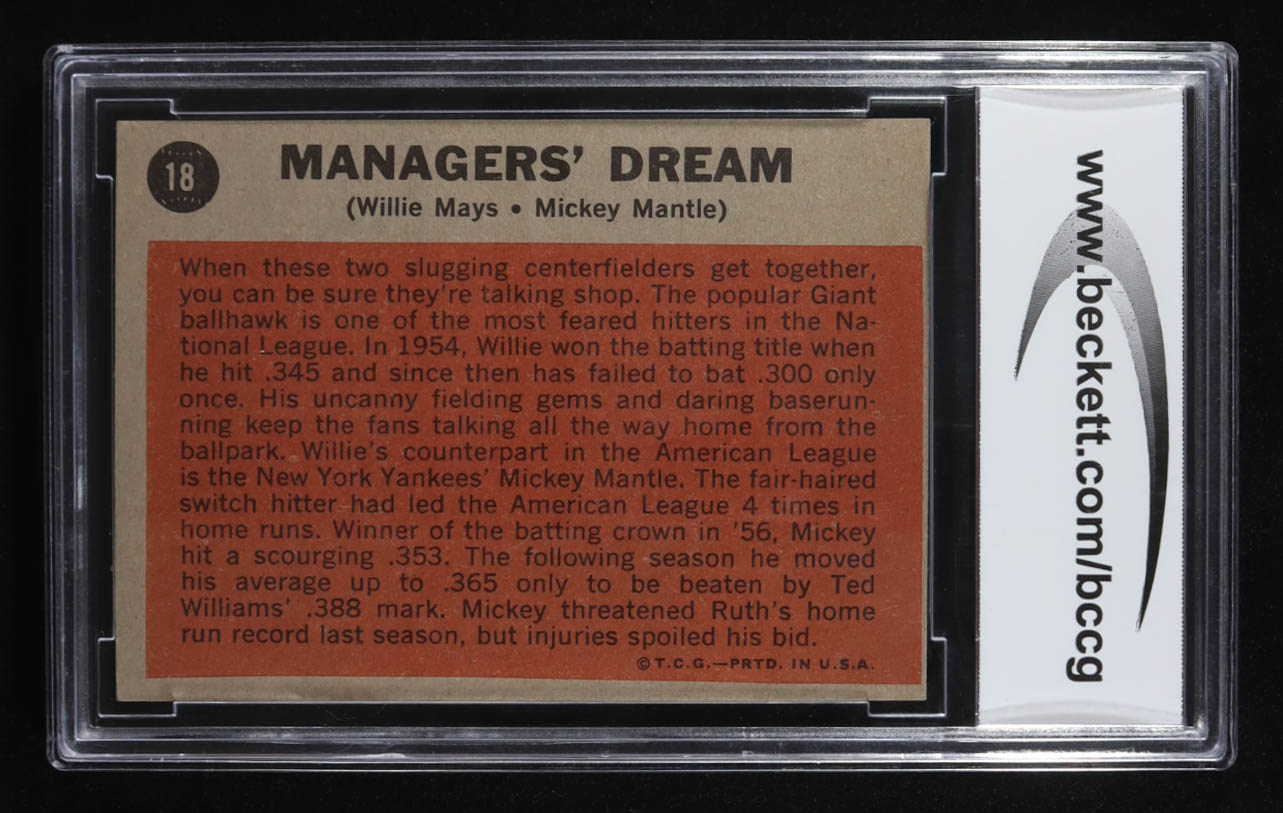 18
MANAGERS' DREAM
(Willie Mays • Mickey Mantle)
When these two slugging centerfielders get together,
you can be sure they're talking shop. The popular Giant
ballhawk is one of the most feared hitters in the Na-
tional League. In 1954, Willie won the batting title when
he hit .345 and since then has failed to bat .300 only
once. His uncanny fielding gems and daring baserun-
ning keep the fans talking all the way home from the
ballpark. Willie's counterpart in the American League
is the New York Yankees' Mickey Mantle. The fair-haired
switch hitter had led the American League 4 times in
home runs. Winner of the batting crown in '56, Mickey
hit a scourging .353. The following season he moved
his average up to .365 only to be beaten by Ted
Williams' .388 mark. Mickey threatened Ruth's home
run record last season, but injuries spoiled his bid.
©T.C.G.—PRTD. IN U.S.A.
www.beckett.com/bccg